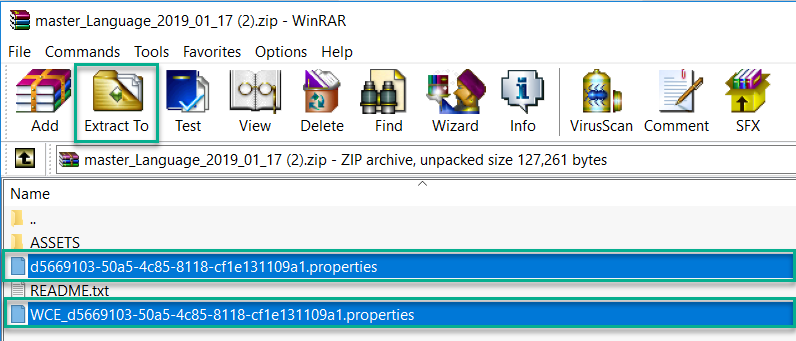 master_Language_2019_01_17 (2).zip - WinRAR
File Commands Tools Favorites Options Help
Add Extract To Test View Delete Find Wizard Info VirusScan Comment SFX
master_Language_2019_01_17 (2).zip - ZIP archive, unpacked size 127,261 bytes
Name
..
ASSETS
d5669103-50a5-4c85-8118-cf1e131109a1.properties
README.txt
WCE_d5669103-50a5-4c85-8118-cf1e131109a1.properties